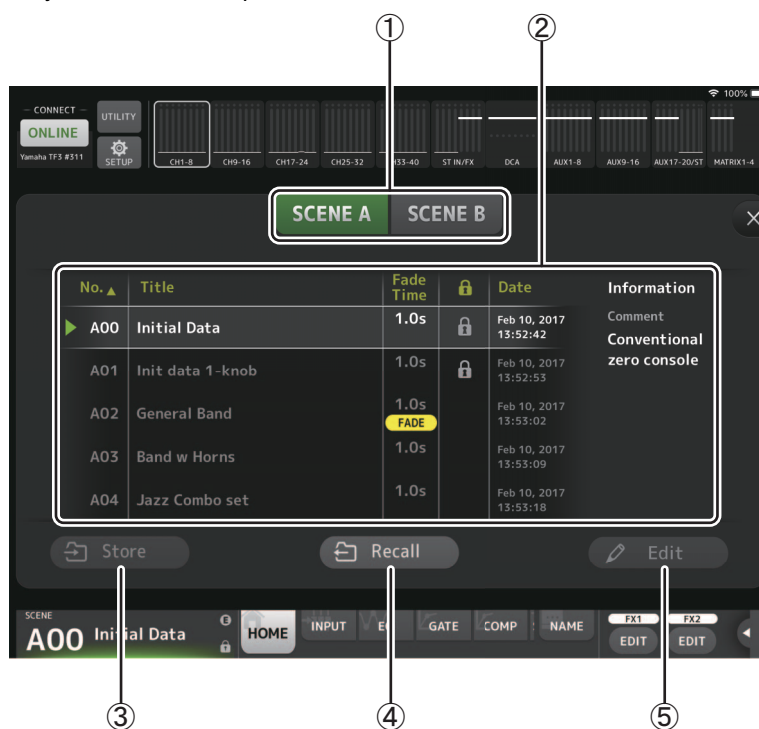 ① ②
100%
CONNECT
ONLINE
Yamaha TF3 #311
UTILITY
SETUP
CH1-8 CH9-16 CH17-24 CH25-32 H33-40 ST IN/FX DCA AUX1-8 AUX9-16 AUX17-20/ST MATRIX1-4
SCENE A SCENE B
No. ▲ Title Fade Time Date Information
A00 Initial Data 1.0s Feb 10, 2017 13:52:42
Comment
Conventional
zero console
A01 Init data 1-knob 1.0s Feb 10, 2017 13:52:53
A02 General Band 1.0s FADE Feb 10, 2017 13:53:02
A03 Band w Horns 1.0s Feb 10, 2017 13:53:09
A04 Jazz Combo set 1.0s Feb 10, 2017 13:53:18
Store Recall Edit
SCENE
A00 Initial Data E
HOME INPUT EQ GATE COMP NAME
FX1 FX2
EDIT EDIT
③ ④ ⑤